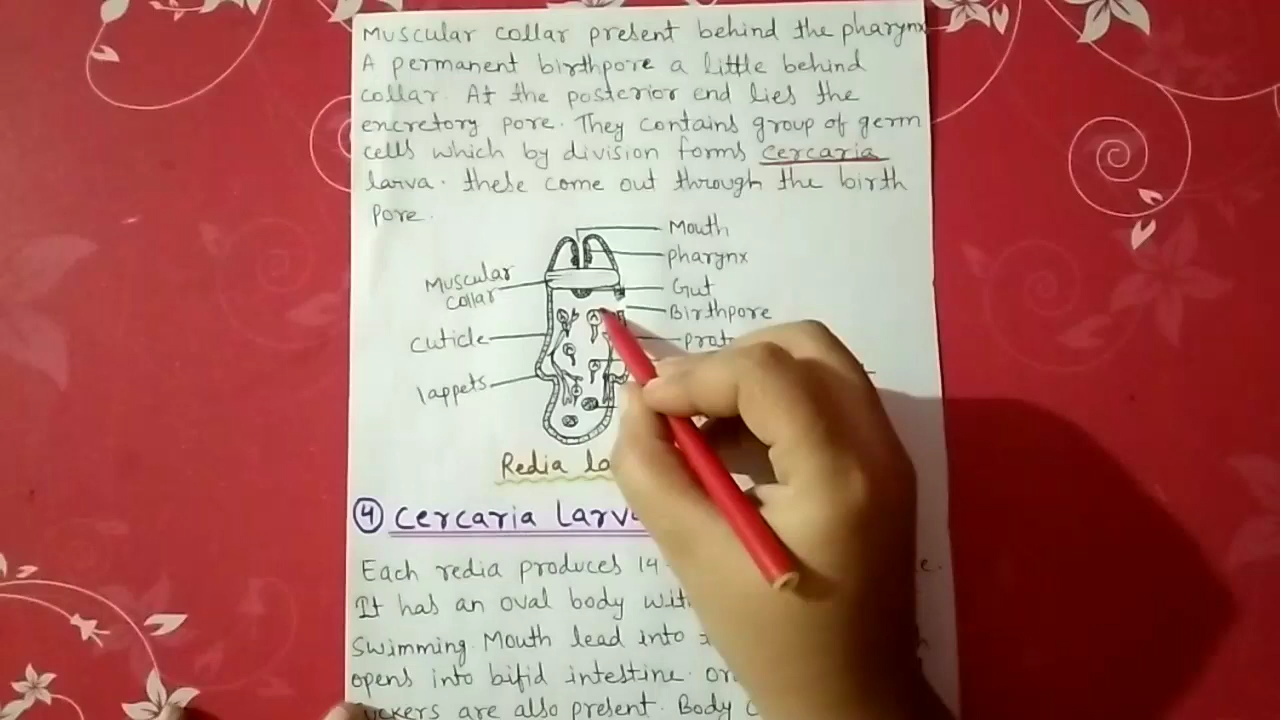 Muscular collar present behind the pharynx
A permanent birthpore a little behind
collar. At the posterior end lies the
encretory pore. They contains group of germ
cells which by division forms cercaria
larva. these come out through the birth
pore.
Mouth
pharynx
Muscular
collar
Gut
Birthpore
cuticle
lappets
Redia
④ Cercaria
Each redia produces 14
It has an oval body
swimming. Mouth lead into
opens into bifid intestine.
are also present. Body